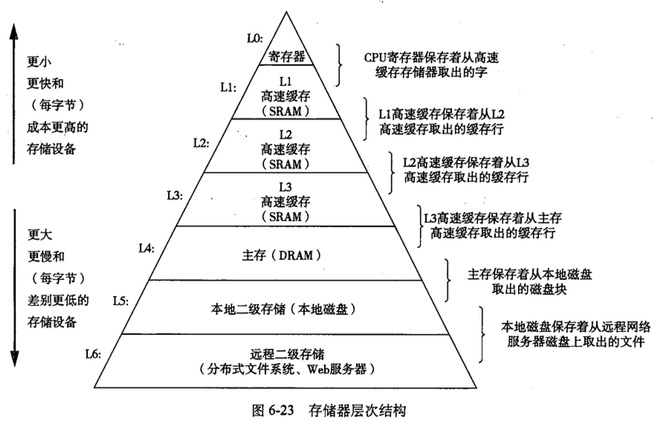 L0:
寄存器
更小
更快和
（每字节）
成本更高的
存储设备
CPU寄存器保存着从高速
缓存存储器取出的字
L1:
L1
高速缓存
(SRAM)
L1高速缓存保存着从L2
高速缓存取出的缓存行
L2:
L2
高速缓存
(SRAM)
L2高速缓存保存着从L3
高速缓存取出的缓存行
L3:
L3
高速缓存
(SRAM)
L3高速缓存保存着从主存
高速缓存取出的缓存行
更大
更慢和
（每字节）
差别更低的
存储设备
L4:
主存（DRAM）
主存保存着从本地磁盘
取出的磁盘块
L5:
本地二级存储（本地磁盘）
本地磁盘保存着从远程网络
服务器磁盘上取出的文件
L6:
远程二级存储
（分布式文件系统、Web服务器）
图 6-23 存储器层次结构